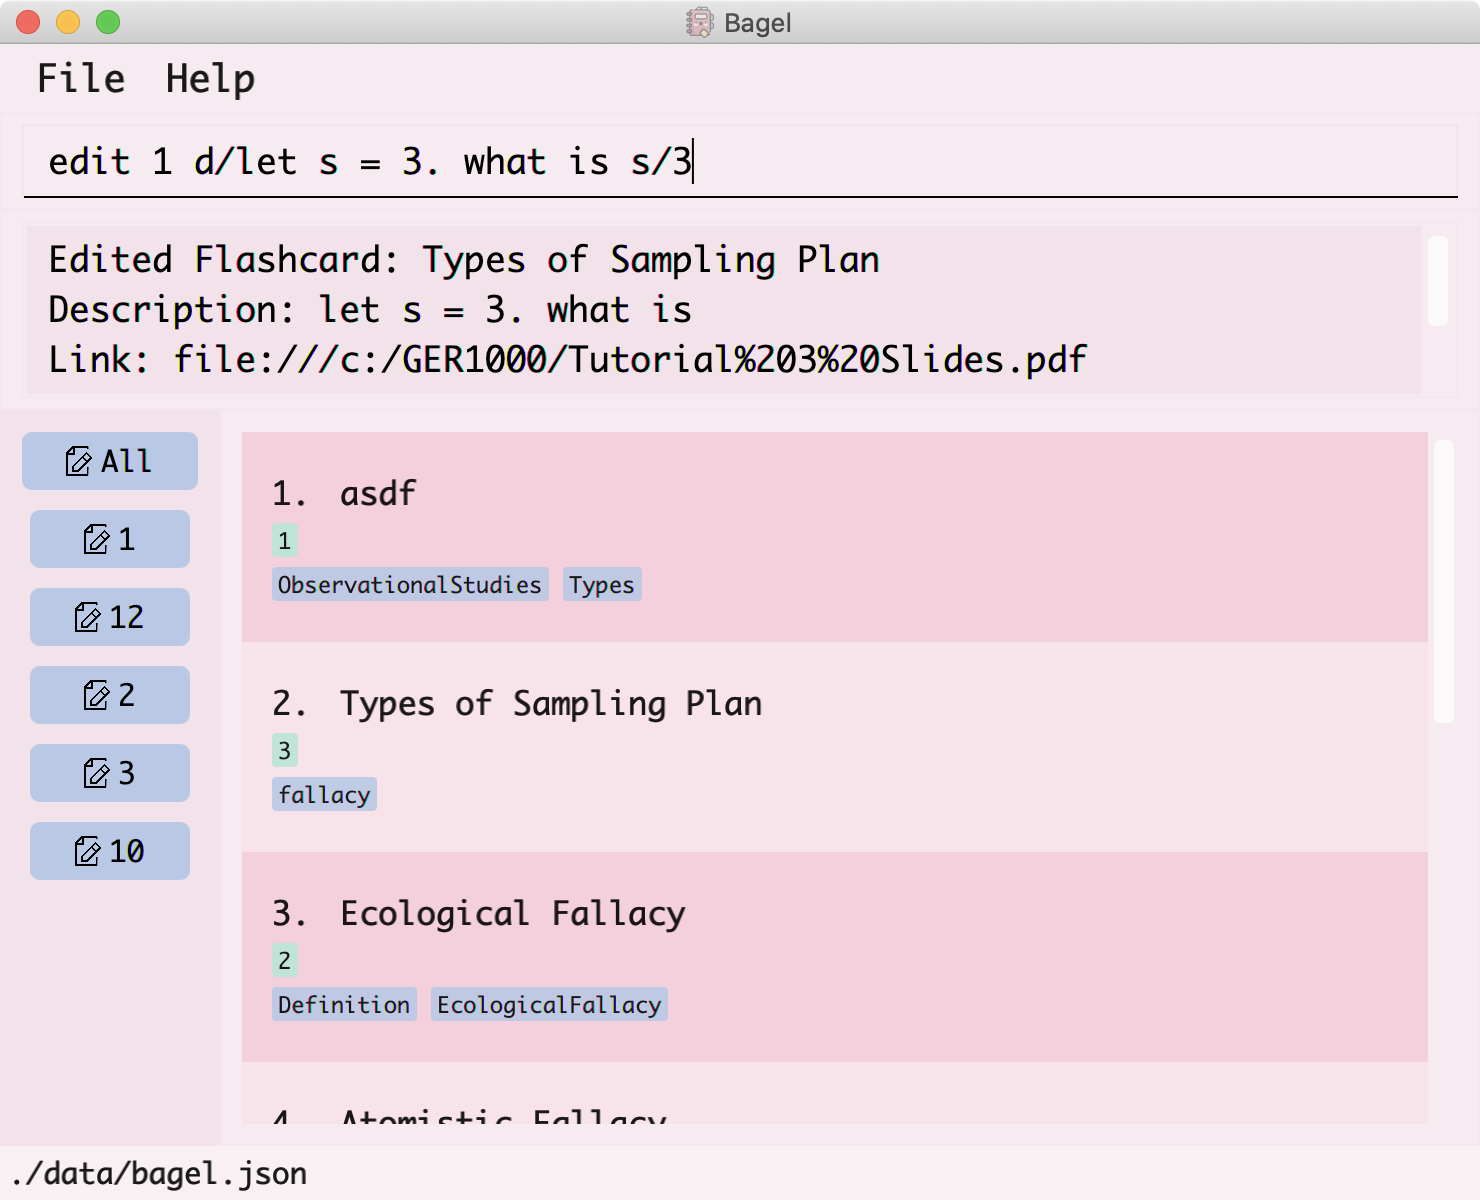 Bagel
File Help
edit 1 d/let s = 3. what is s/3
Edited Flashcard: Types of Sampling Plan
Description: let s = 3. what is
Link: file:///c:/GER1000/Tutorial%203%20Slides.pdf
All
1
12
2
3
10
1. asdf
1
ObservationalStudies Types
2. Types of Sampling Plan
3
fallacy
3. Ecological Fallacy
2
Definition EcologicalFallacy
4. Atomistic Fallacy
./data/bagel.json